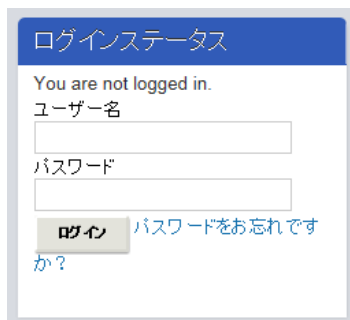 ログインステータス
You are not logged in.
ユーザー名
パスワード
ログイン パスワードをお忘れです
か？